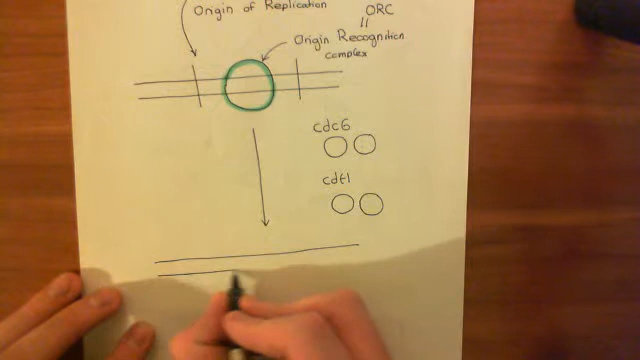 Origin of Replication
ORC
Origin Recognition
complex
cdc6
cdt1